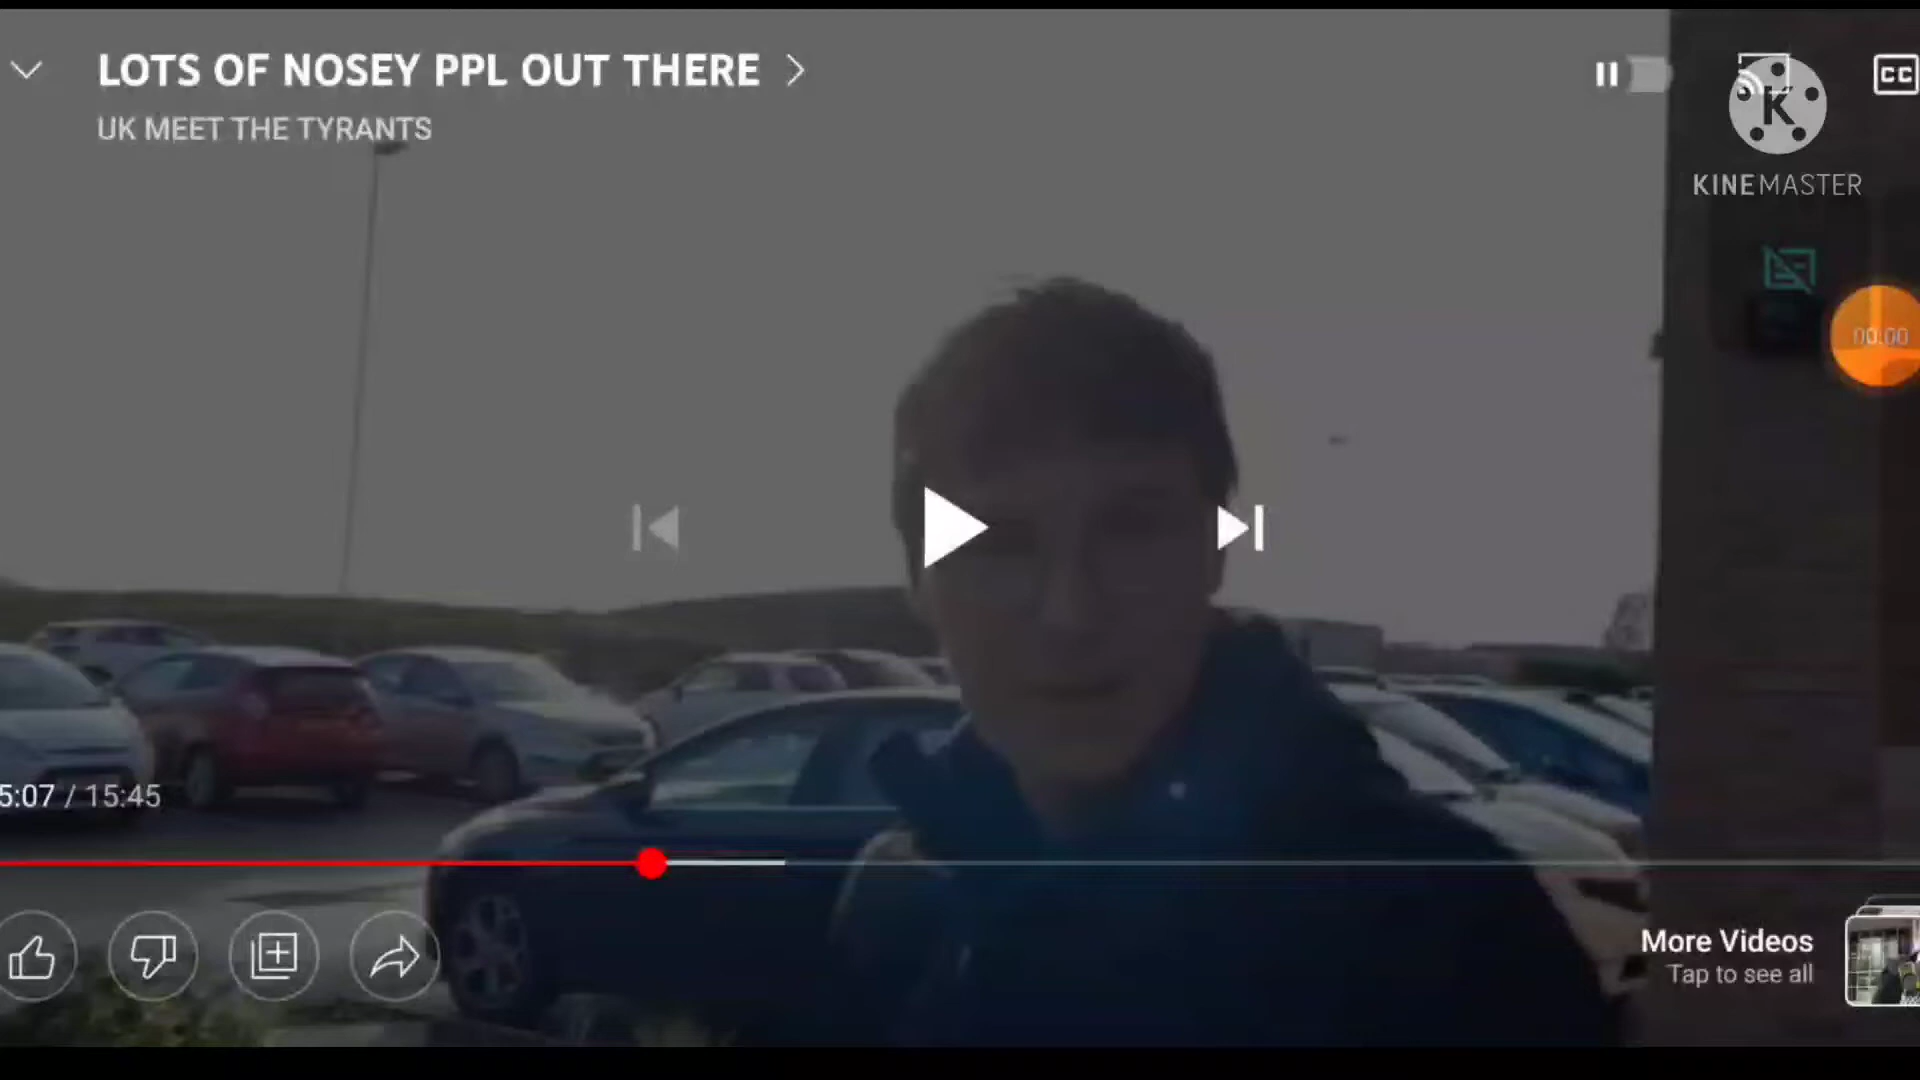 LOTS OF NOSEY PPL OUT THERE
UK MEET THE TYRANTS
CC
K
KINEMASTER
00:00
5:07 / 15:45
More Videos
Tap to see all